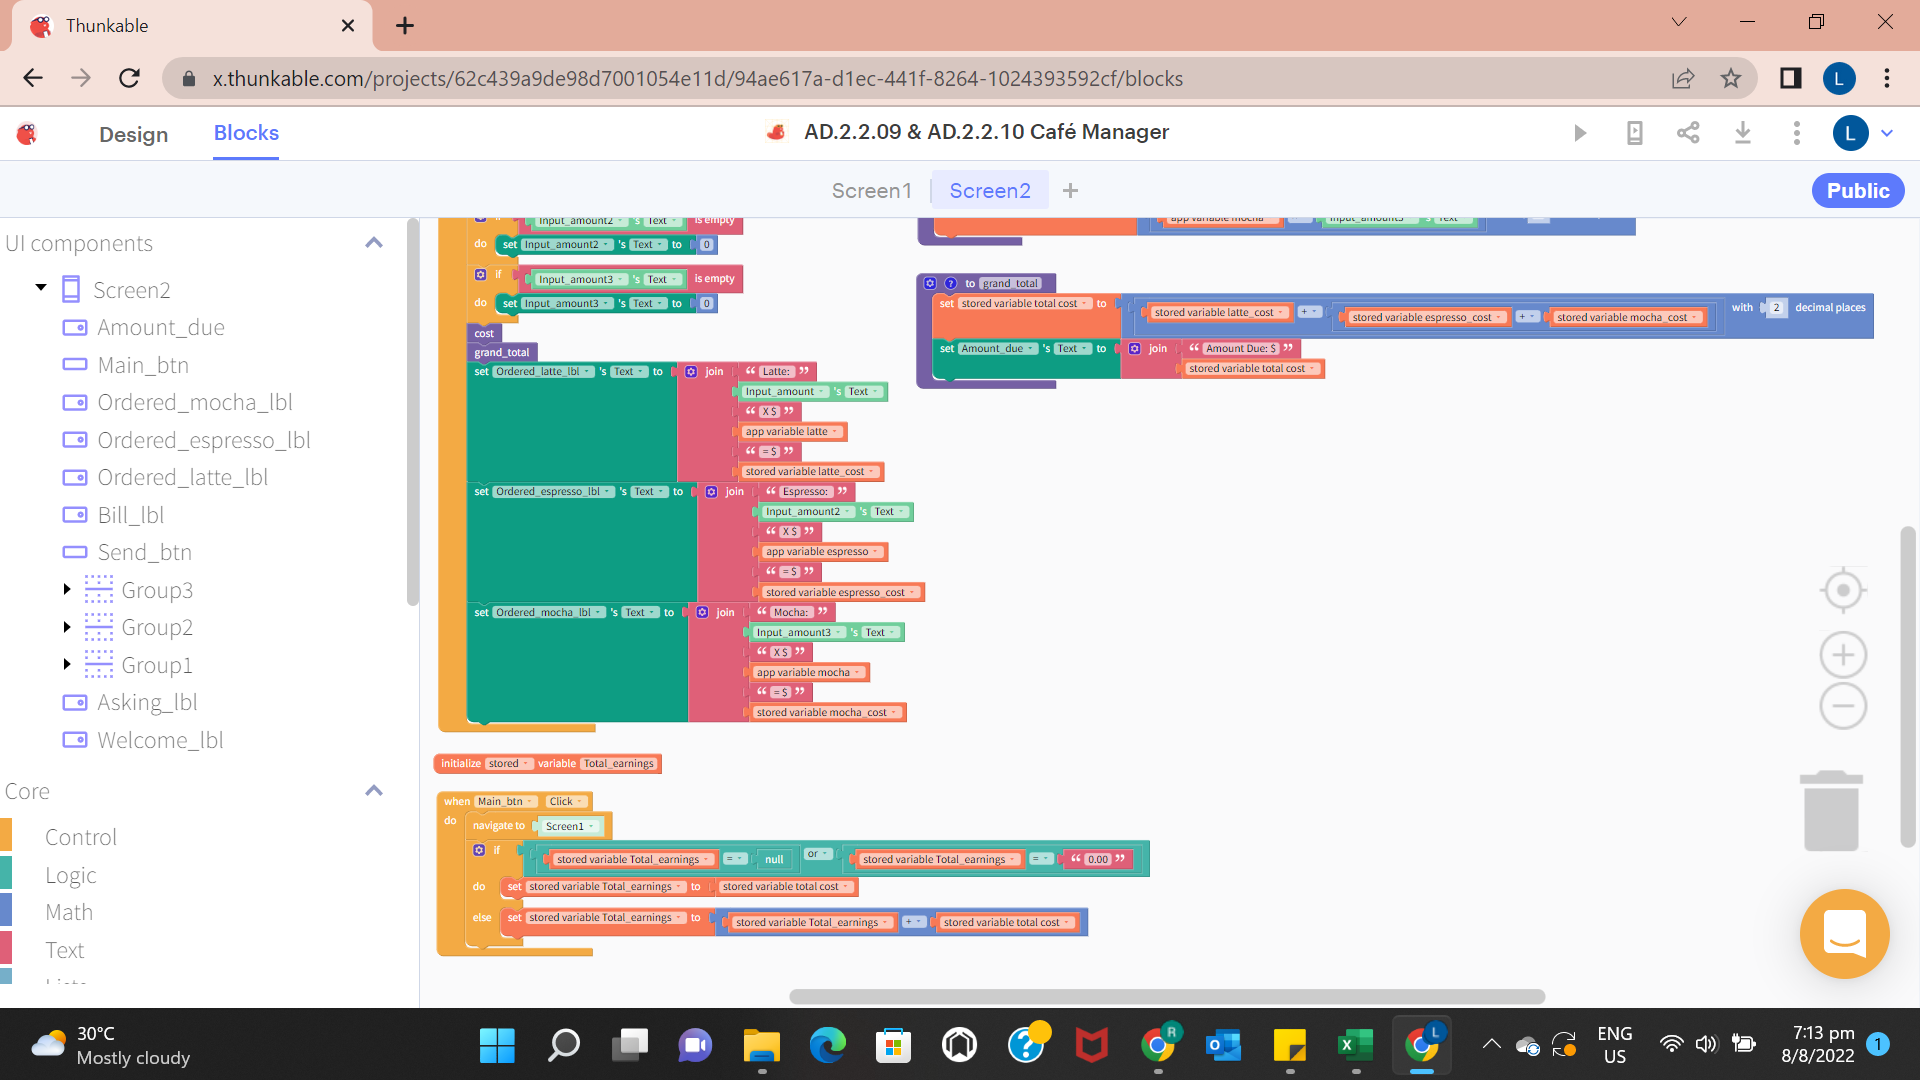 Thunkable
x.thunkable.com/projects/62c439a9de98d7001054e11d/94ae617a-d1ec-441f-8264-1024393592cf/blocks
L
Design
Blocks
AD.2.2.09 & AD.2.2.10 Café Manager
L
Screen1
Screen2
+
Public
UI components
Screen2
Amount_due
Main_btn
Ordered_mocha_lbl
Ordered_espresso_lbl
Ordered_latte_lbl
Bill_lbl
Send_btn
Group3
Group2
Group1
Asking_lbl
Welcome_lbl
Core
Control
Logic
Math
Text
Lists
if Input_amount2 's Text is empty
do set Input_amount2 's Text to 0
if Input_amount3 's Text is empty
do set Input_amount3 's Text to 0
cost
grand_total
set Ordered_latte_lbl 's Text to join “ Latte: ”
Input_amount 's Text
“ X $ ”
app variable latte
“ = $ ”
stored variable latte_cost
set Ordered_espresso_lbl 's Text to join “ Espresso: ”
Input_amount2 's Text
“ X $ ”
app variable espresso
“ = $ ”
stored variable espresso_cost
set Ordered_mocha_lbl 's Text to join “ Mocha: ”
Input_amount3 's Text
“ X $ ”
app variable mocha
“ = $ ”
stored variable mocha_cost
app variable mocha Input_amount3 's Text
? to grand_total
set stored variable total cost to stored variable latte_cost + stored variable espresso_cost + stored variable mocha_cost with 2 decimal places
set Amount_due 's Text to join “ Amount Due: $ ”
stored variable total cost
initialize stored variable Total_earnings
when Main_btn Click
do navigate to Screen1
if stored variable Total_earnings = null or stored variable Total_earnings = “ 0.00 ”
do set stored variable Total_earnings to stored variable total cost
else set stored variable Total_earnings to stored variable Total_earnings + stored variable total cost
30°C
Mostly cloudy
R
L
ENG
US
7:13 pm
8/8/2022
1